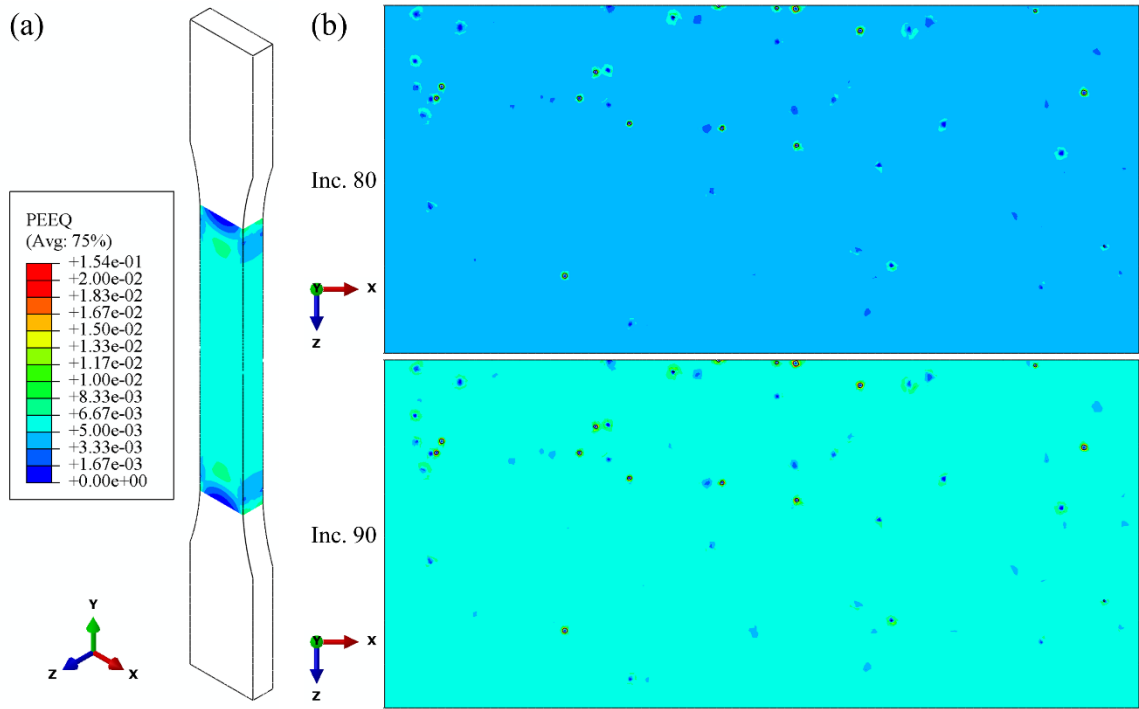 (a)
PEEQ
(Avg: 75%)
+1.54e-01
+2.00e-02
+1.83e-02
+1.67e-02
+1.50e-02
+1.33e-02
+1.17e-02
+1.00e-02
+8.33e-03
+6.67e-03
+5.00e-03
+3.33e-03
+1.67e-03
+0.00e+00
Y
Z
X
(b)
Inc. 80
Y
X
Z
Inc. 90
Y
X
Z